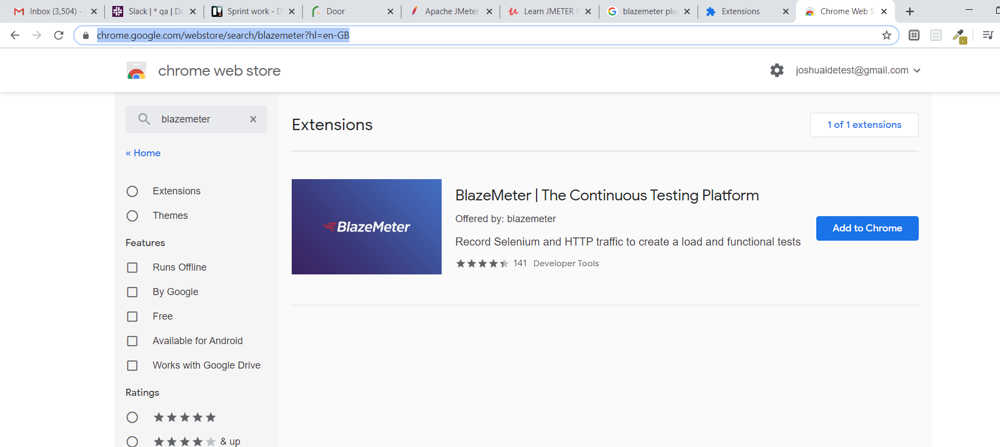 Inbox (3,504) -
Slack | * qa | Do
Sprint work - D
Door
Apache JMeter
Learn JMETER f
blazemeter plu
Extensions
Chrome Web S
chrome.google.com/webstore/search/blazemeter?hl=en-GB
chrome web store
joshuaidetest@gmail.com
blazemeter
« Home
Extensions
Themes
Features
Runs Offline
By Google
Free
Available for Android
Works with Google Drive
Ratings
& up
Extensions
1 of 1 extensions
BlazeMeter
BlazeMeter | The Continuous Testing Platform
Offered by: blazemeter
Record Selenium and HTTP traffic to create a load and functional tests
141 Developer Tools
Add to Chrome